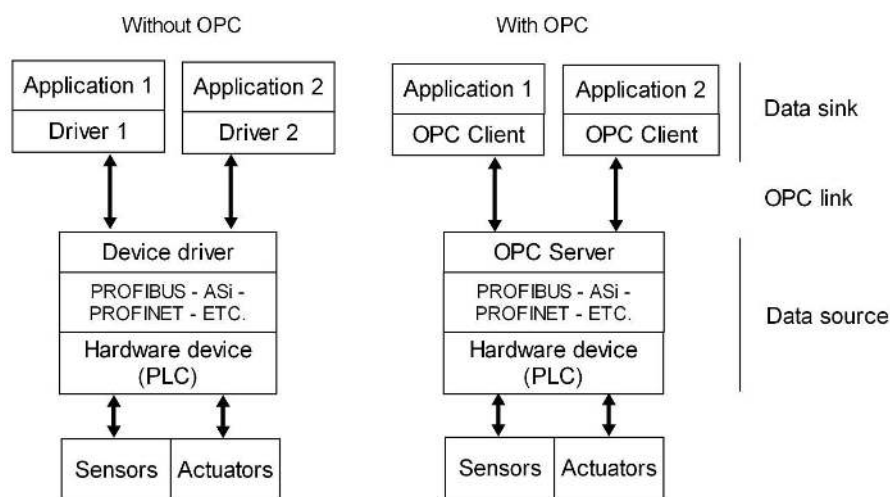 Without OPC
With OPC
Application 1
Application 2
Driver 1
Driver 2
Application 1
Application 2
OPC Client
OPC Client
Data sink
OPC link
Device driver
PROFIBUS - ASi -
PROFINET - ETC.
Hardware device
(PLC)
OPC Server
PROFIBUS - ASi -
PROFINET - ETC.
Hardware device
(PLC)
Data source
Sensors
Actuators
Sensors
Actuators